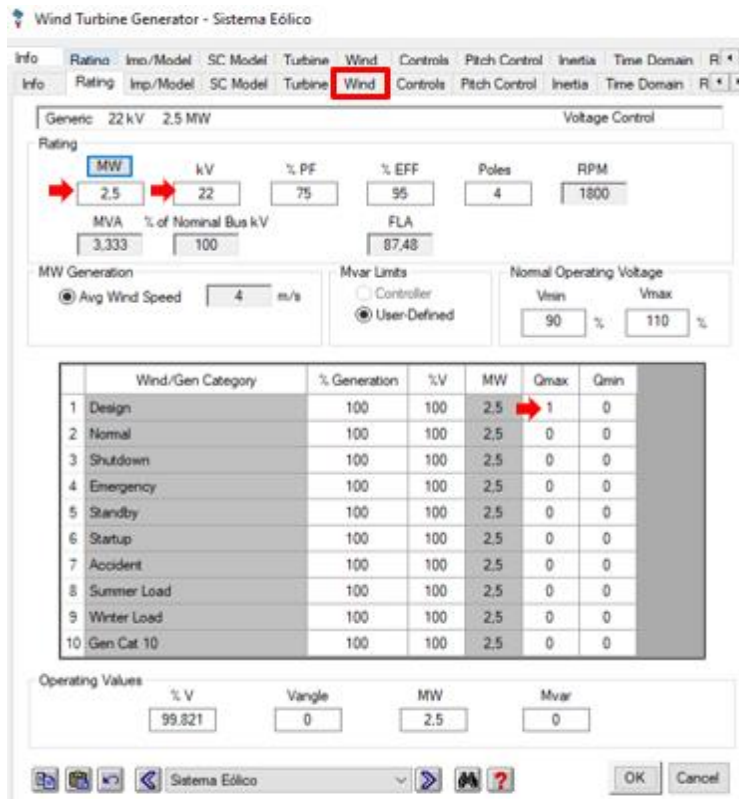 Wind Turbine Generator - Sistema Eólico
Info Rating Imp/Model SC Model Turbine Wind Controls Pitch Control Inertia Time Domain R
Info Rating Imp/Model SC Model Turbine Wind Controls Pitch Control Inertia Time Domain R
Generic 22 kV 2.5 MW Voltage Control
Rating
MW kV % PF % EFF Poles RPM
2,5 22 75 95 4 1800
MVA % of Nominal Bus kV FLA
3,333 100 87,48
MW Generation Mvar Limits Normal Operating Voltage
Avg Wind Speed 4 m/s Controller Vmin Vmax
User-Defined 90 % 110 %
Wind/Gen Category % Generation %V MW Qmax Qmin
1 Design 100 100 2,5 1 0
2 Normal 100 100 2,5 0 0
3 Shutdown 100 100 2,5 0 0
4 Emergency 100 100 2,5 0 0
5 Standby 100 100 2,5 0 0
6 Startup 100 100 2,5 0 0
7 Accident 100 100 2,5 0 0
8 Summer Load 100 100 2,5 0 0
9 Winter Load 100 100 2,5 0 0
10 Gen Cat 10 100 100 2,5 0 0
Operating Values
% V Vangle MW Mvar
99.821 0 2.5 0
Sistema Eólico ? OK Cancel